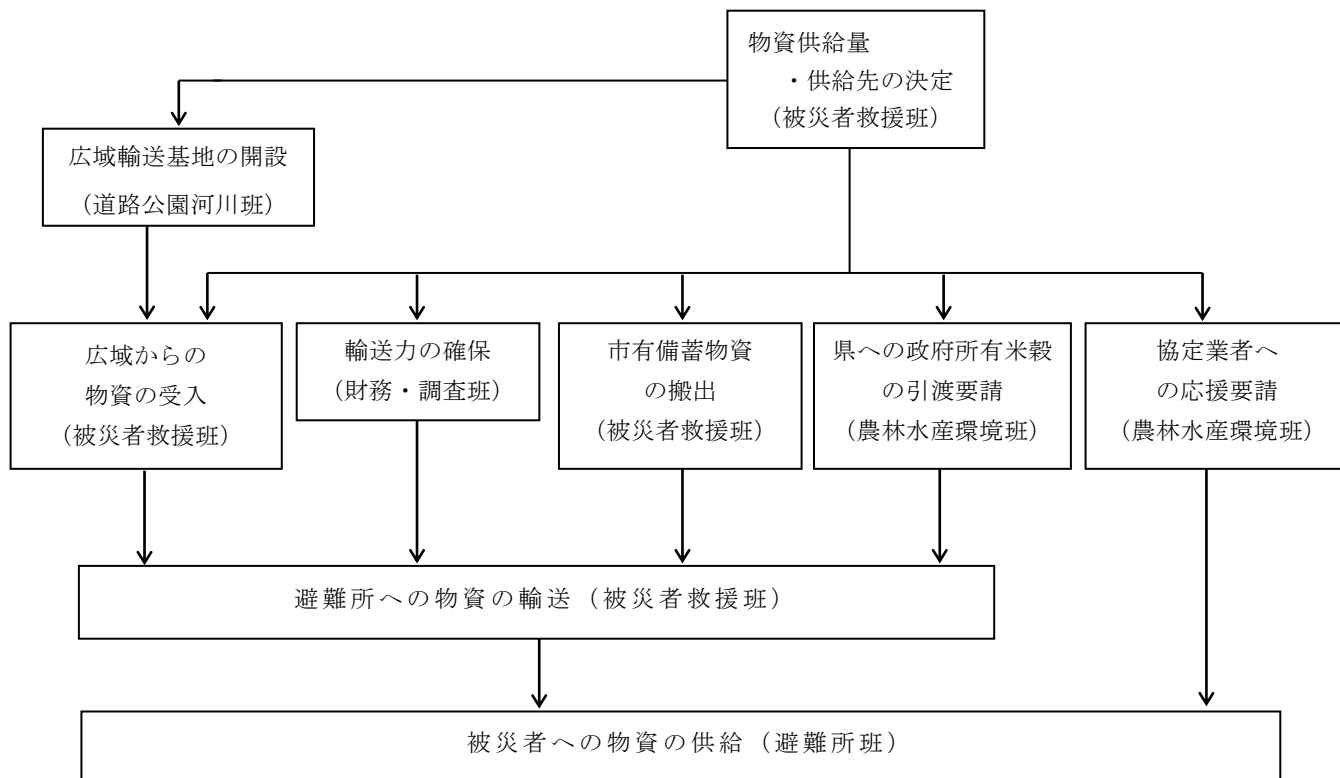 物資供給量
・供給先の決定
（被災者救援班）
広域輸送基地の開設
（道路公園河川班）
広域からの
物資の受入
（被災者救援班）
輸送力の確保
（財務・調査班）
市有備蓄物資
の搬出
（被災者救援班）
県への政府所有米穀
の引渡要請
（農林水産環境班）
協定業者へ
の応援要請
（農林水産環境班）
避難所への物資の輸送（被災者救援班）
被災者への物資の供給（避難所班）